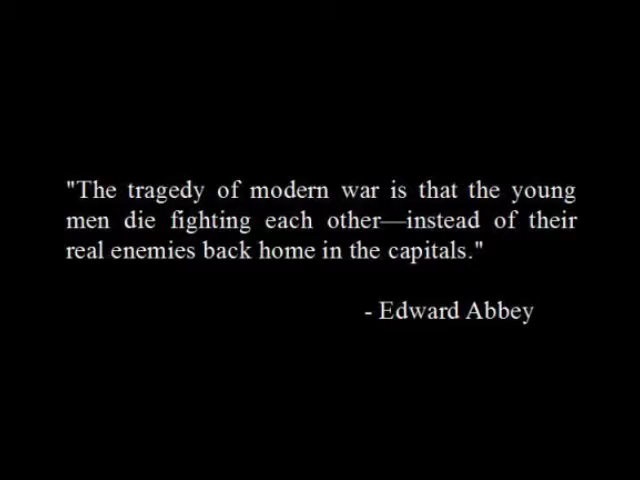 "The tragedy of modern war is that the young
men die fighting each other—instead of their
real enemies back home in the capitals."
- Edward Abbey